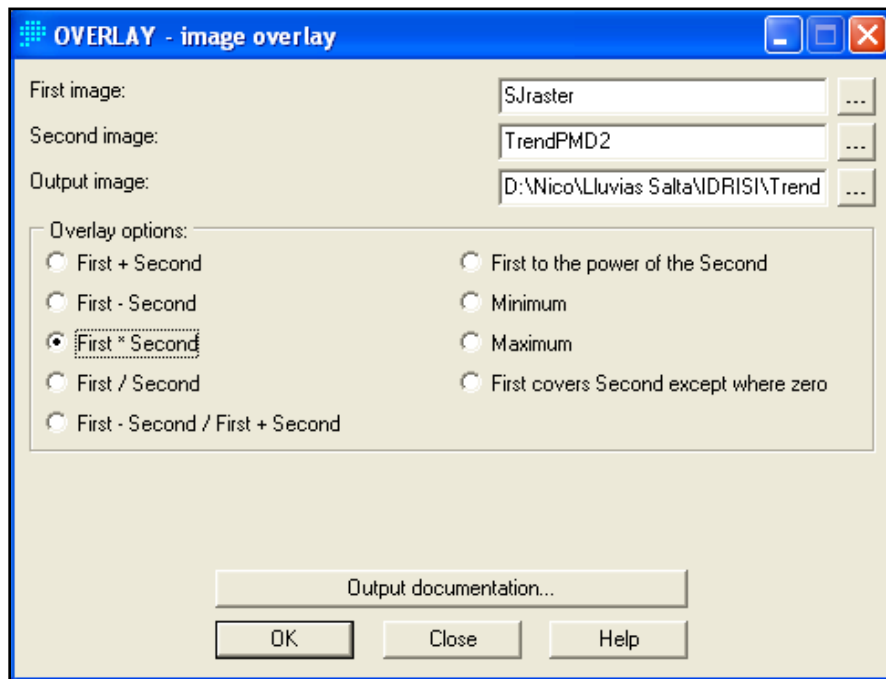 OVERLAY - image overlay
First image:
SJraster
...
Second image:
TrendPMD2
...
Output image:
D:\Nico\Lluvias Salta\IDRISI\Trend
...
Overlay options:
First + Second
First - Second
First * Second
First / Second
First - Second / First + Second
First to the power of the Second
Minimum
Maximum
First covers Second except where zero
Output documentation...
OK
Close
Help